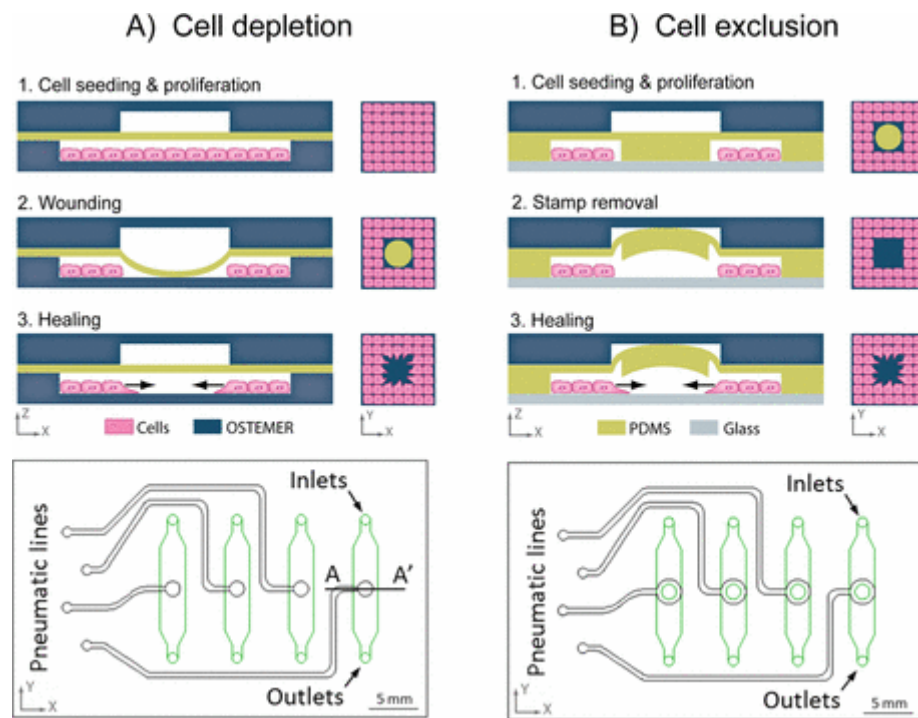 A) Cell depletion
1. Cell seeding & proliferation
2. Wounding
3. Healing
Z
X
Cells
OSTEMER
Y
X
Pneumatic lines
Inlets
A
A'
Outlets
Y
X
5 mm
B) Cell exclusion
1. Cell seeding & proliferation
2. Stamp removal
3. Healing
Z
X
PDMS
Glass
Y
X
Pneumatic lines
Inlets
Outlets
Y
X
5 mm